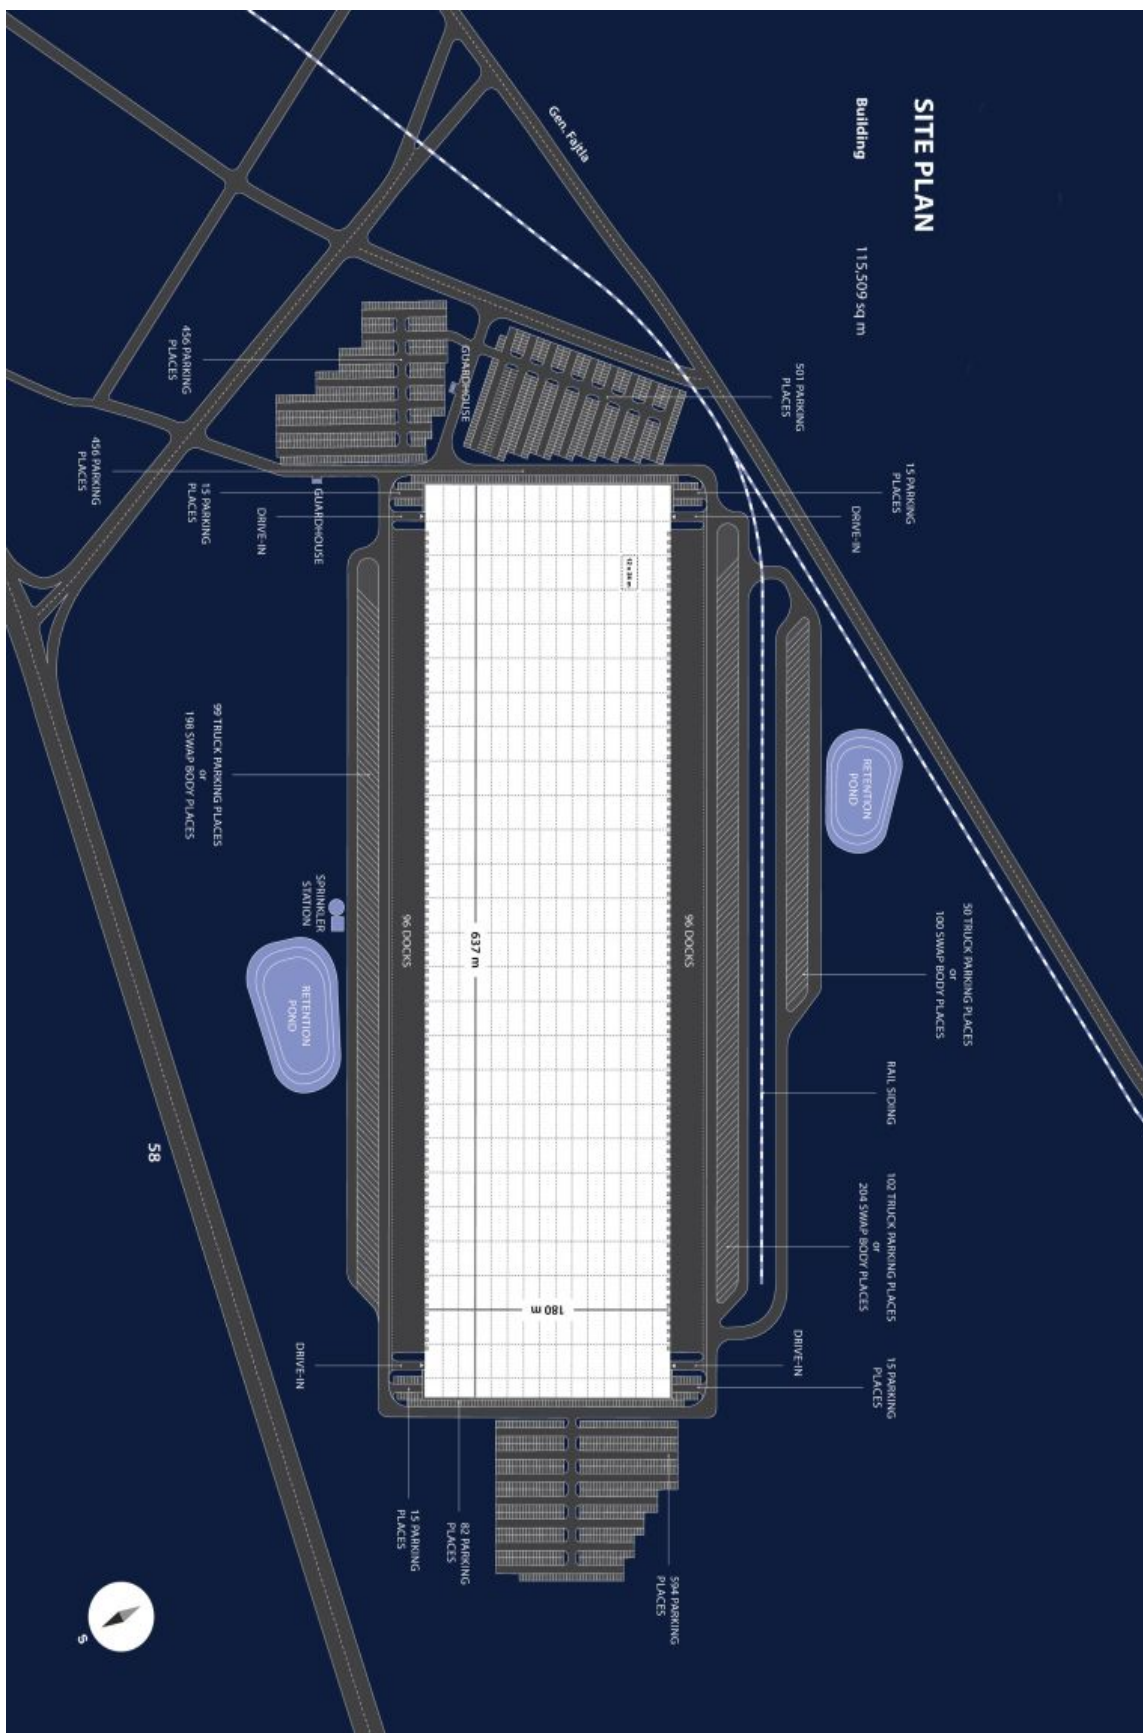 SITE PLAN
Building
115,509 sq m
Gen. Fajtla
501 PARKING
PLACES
456 PARKING
PLACES
GUARDHOUSE
456 PARKING
PLACES
15 PARKING
PLACES
DRIVE-IN
GUARDHOUSE
15 PARKING
PLACES
DRIVE-IN
12 x 24 m
RETENTION
POND
50 TRUCK PARKING PLACES
or
100 SWAP BODY PLACES
RAIL SIDING
102 TRUCK PARKING PLACES
or
204 SWAP BODY PLACES
15 PARKING
PLACES
DRIVE-IN
96 DOCKS
637 m
180 m
96 DOCKS
99 TRUCK PARKING PLACES
or
198 SWAP BODY PLACES
SPRINKLER
STATION
RETENTION
POND
58
DRIVE-IN
15 PARKING
PLACES
82 PARKING
PLACES
594 PARKING
PLACES
S